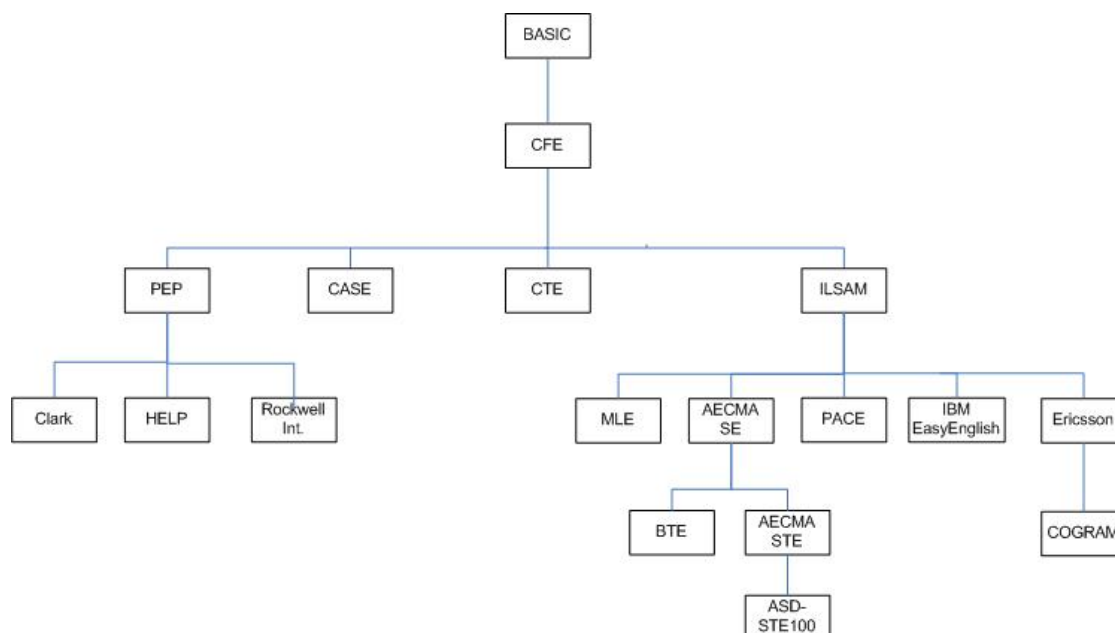 BASIC
CFE
PEP
CASE
CTE
ILSAM
Clark
HELP
Rockwell
Int.
MLE
AECMA
SE
PACE
IBM
EasyEnglish
Ericsson
BTE
AECMA
STE
COGRAM
ASD-
STE100